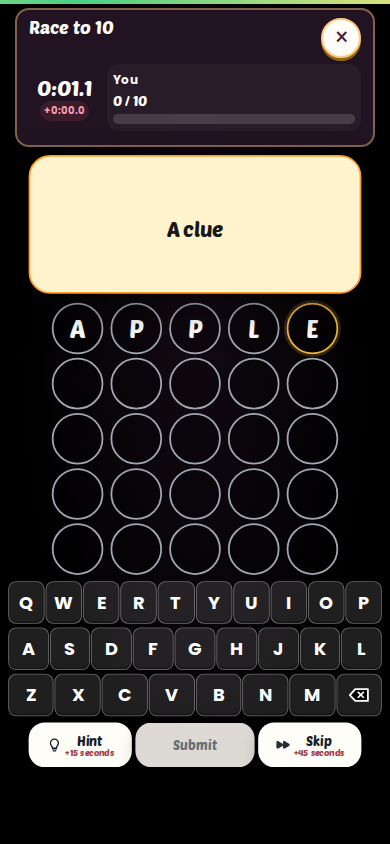 Race to 10
×
0:01.1
+0:00.0
You
0 / 10
A clue
A P P L E
Q W E R T Y U I O P
A S D F G H J K L
Z X C V B N M
Hint
+15 seconds
Submit
Skip
+45 seconds